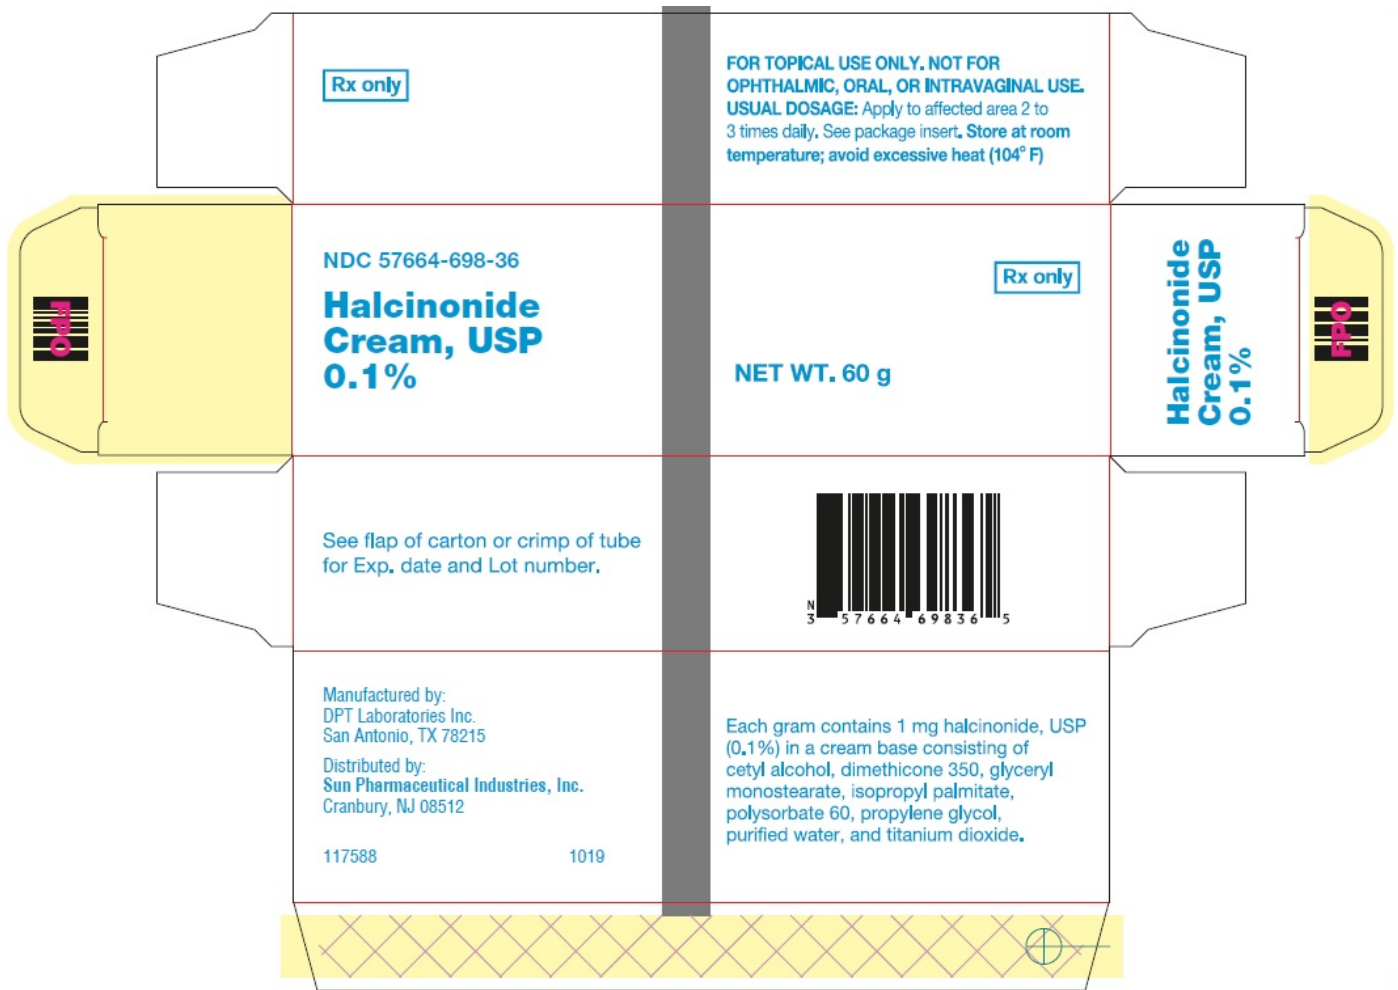 Rx only
FOR TOPICAL USE ONLY. NOT FOR
OPHTHALMIC, ORAL, OR INTRAVAGINAL USE.
USUAL DOSAGE: Apply to affected area 2 to
3 times daily. See package insert. Store at room
temperature; avoid excessive heat (104° F)
FPO
NDC 57664-698-36
Halcinonide
Cream, USP
0.1%
Rx only
NET WT. 60 g
Halcinonide
Cream, USP
0.1%
FPO
See flap of carton or crimp of tube
for Exp. date and Lot number.
N
3 57664 69836 5
Manufactured by:
DPT Laboratories Inc.
San Antonio, TX 78215
Distributed by:
Sun Pharmaceutical Industries, Inc.
Cranbury, NJ 08512
117588 1019
Each gram contains 1 mg halcinonide, USP
(0.1%) in a cream base consisting of
cetyl alcohol, dimethicone 350, glyceryl
monostearate, isopropyl palmitate,
polysorbate 60, propylene glycol,
purified water, and titanium dioxide.